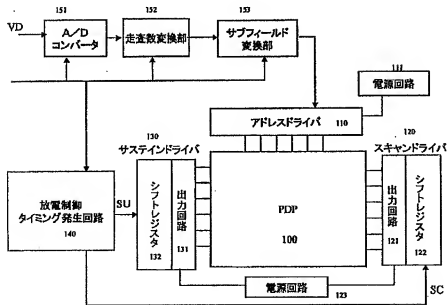 151
152
153
VD
A/D
コンバータ
走査数変換部
サブフィールド
変換部
111
電源回路
アドレスドライバ
110
130
サステインドライバ
120
スキャンドライバ
放電制御
タイミング発生回路
140
SU
シフトレジスタ
132
出力回路
131
PDP
100
出力回路
121
シフトレジスタ
122
電源回路
123
SC